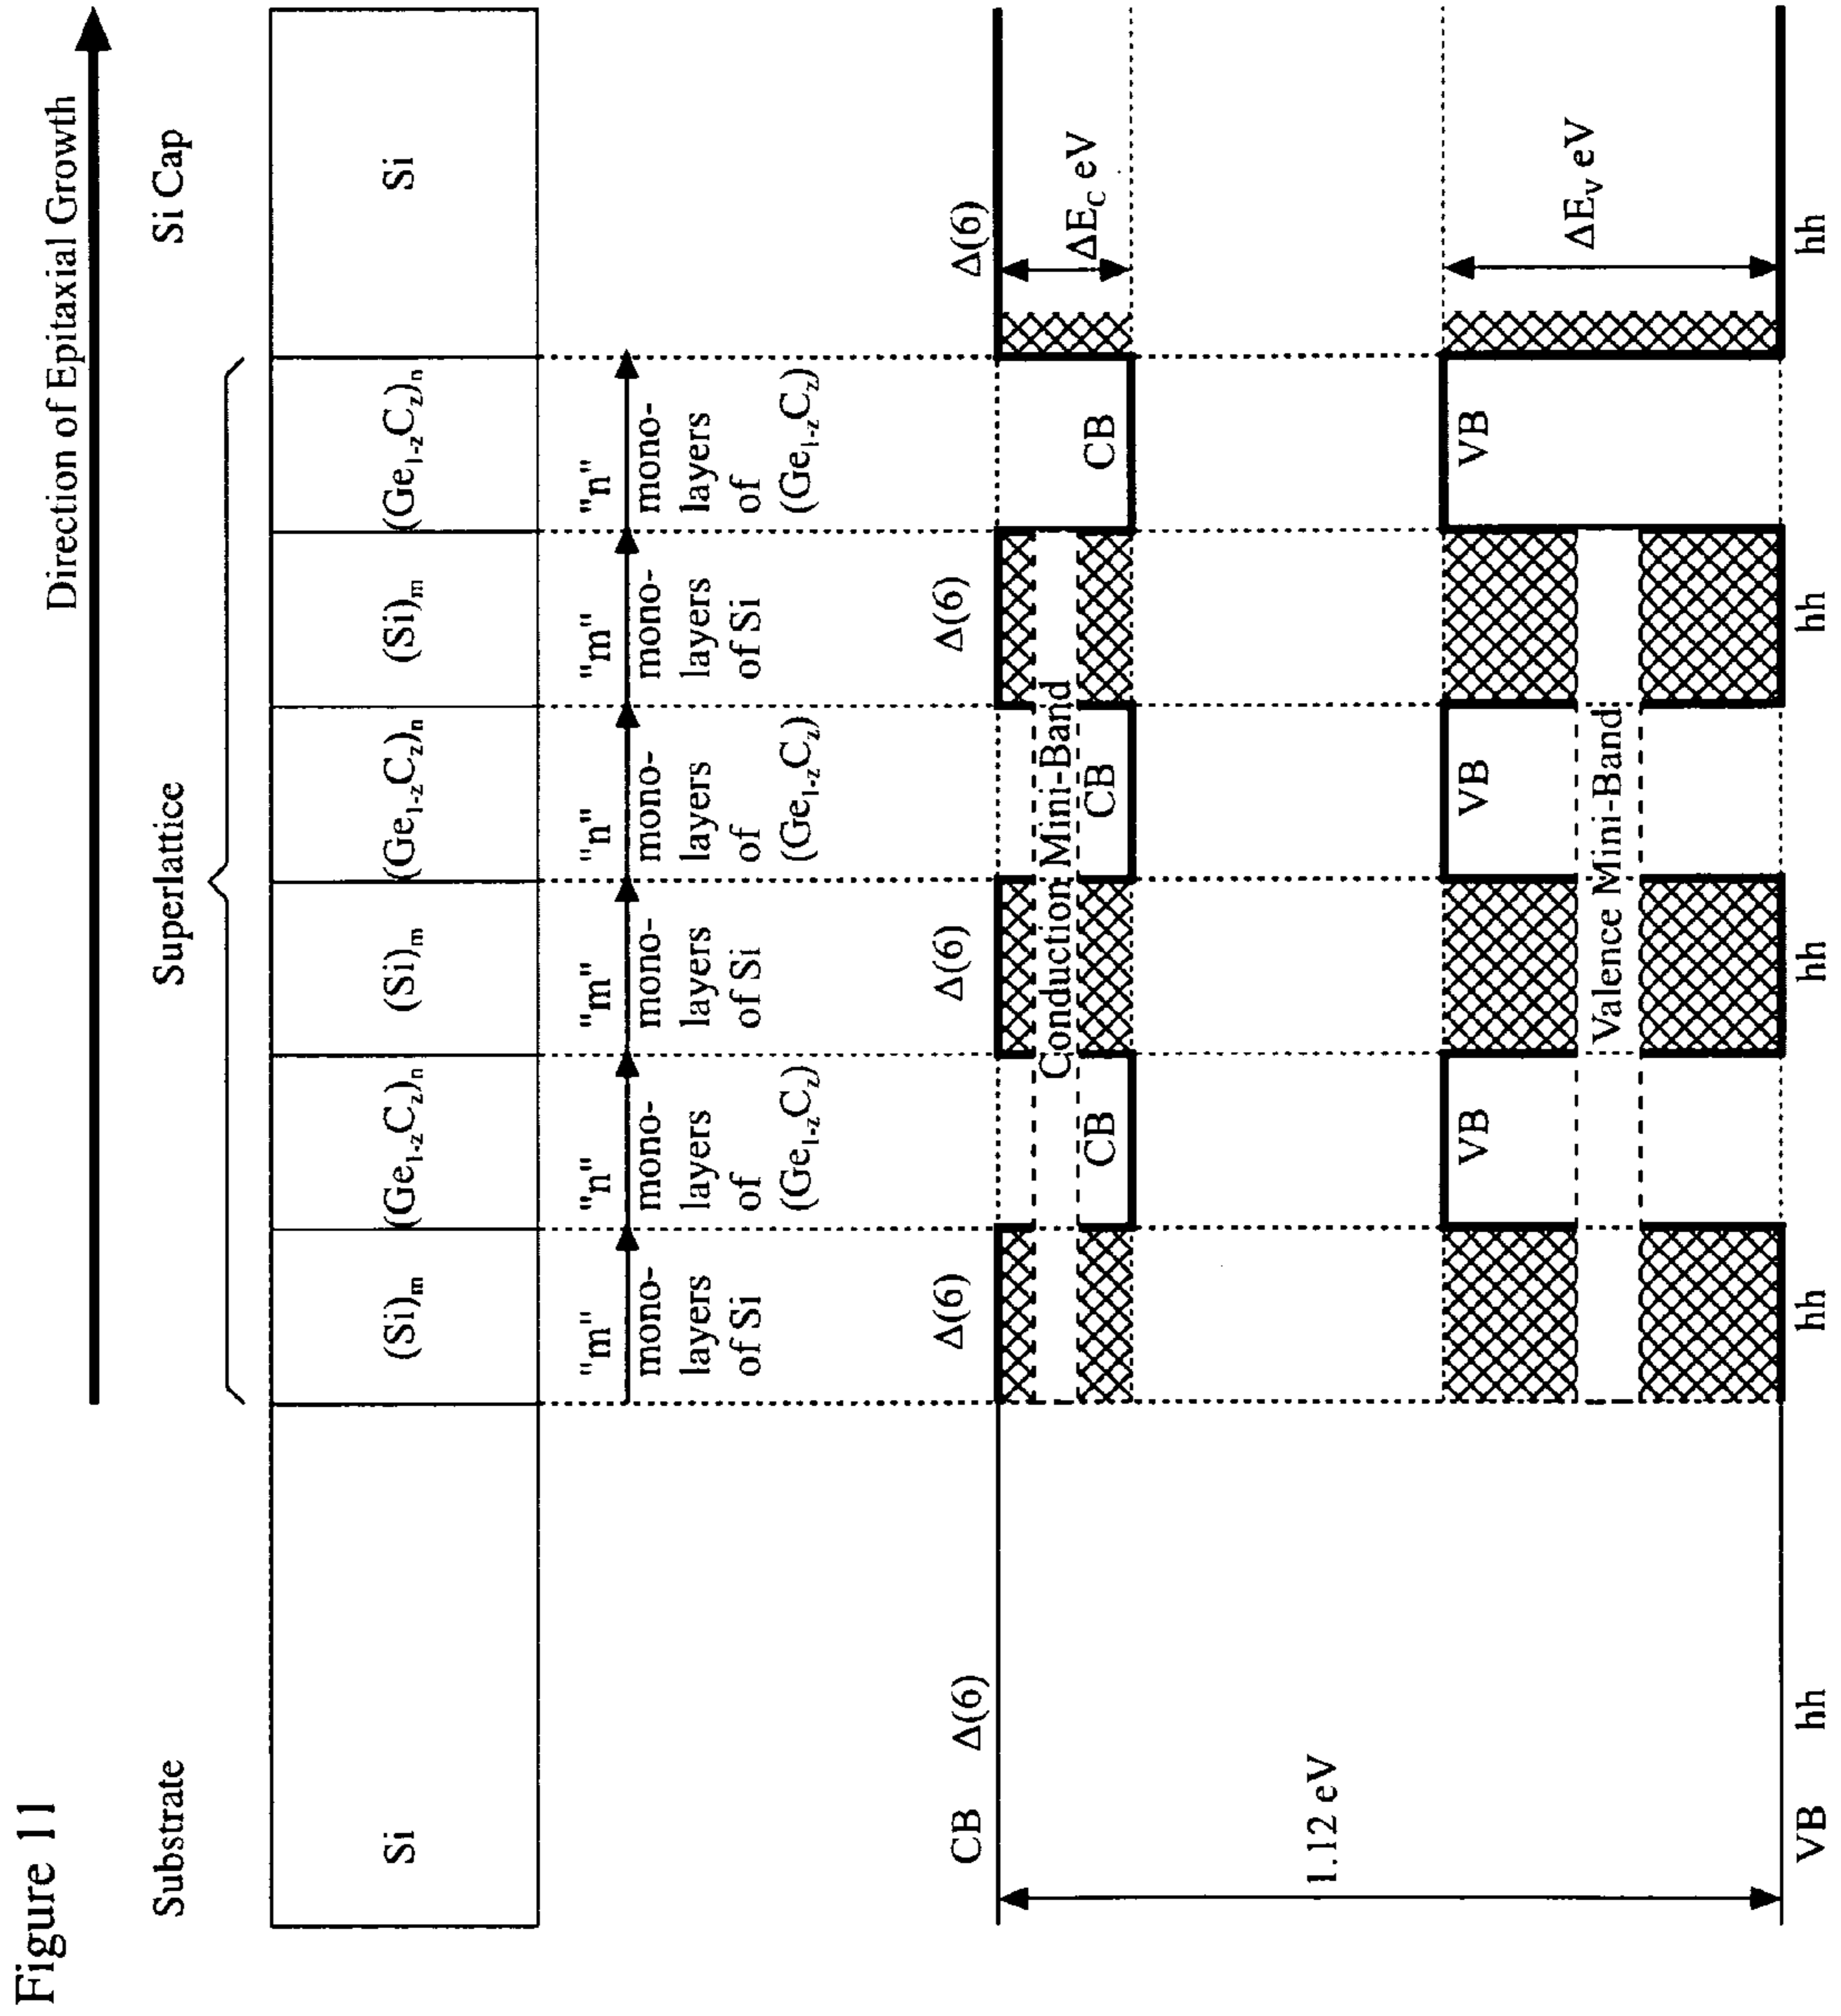 Figure 11
Direction of Epitaxial Growth
Substrate
Superlattice
Si Cap
Si
(Si)m
(Ge1-zCz)n
(Si)m
(Ge1-zCz)n
(Si)m
(Ge1-zCz)n
Si
"m"
mono-
layers
of Si
"n"
mono-
layers
of
(Ge1-zCz)
"m"
mono-
layers
of Si
"n"
mono-
layers
of
(Ge1-zCz)
"m"
mono-
layers
of Si
"n"
mono-
layers
of
(Ge1-zCz)
CB
Δ(6)
Δ(6)
Δ(6)
Δ(6)
Δ(6)
Conduction Mini-Band
ΔEC eV
CB
CB
CB
1.12 eV
VB
VB
VB
Valence Mini-Band
ΔEV eV
VB
hh
hh
hh
hh
hh